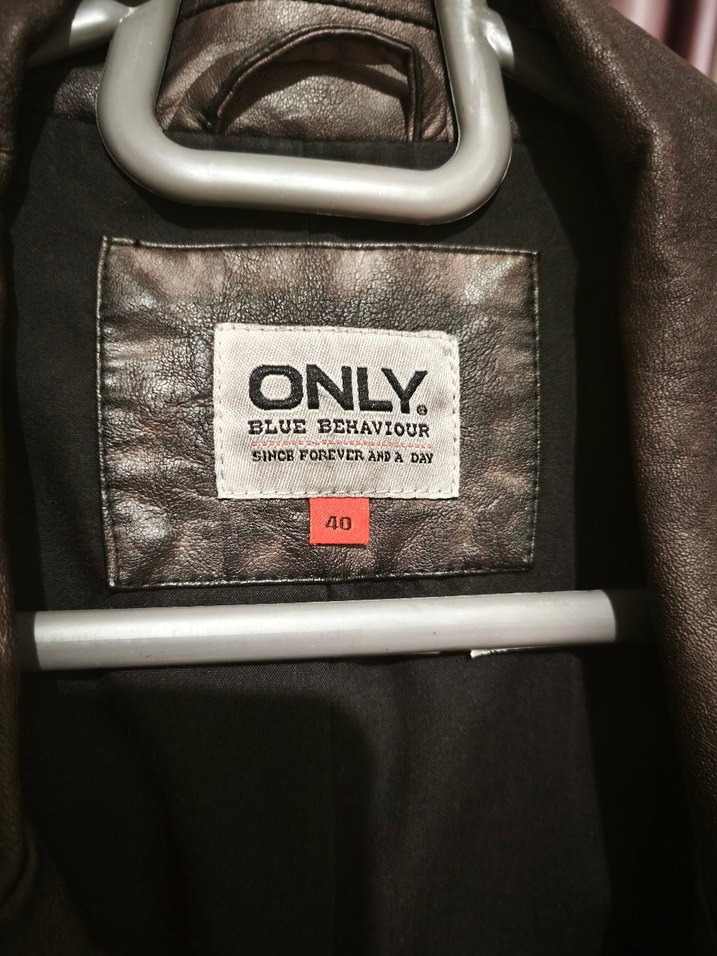 ONLY®
BLUE BEHAVIOUR
SINCE FOREVER AND A DAY
40